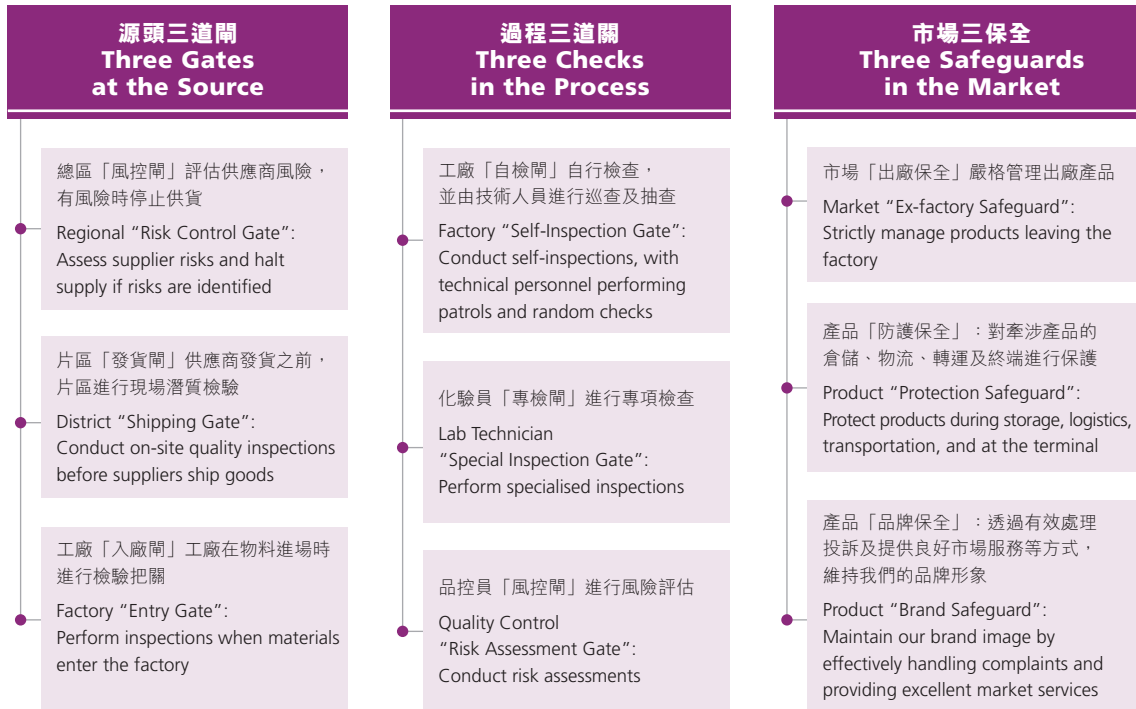 源頭三道閘
Three Gates
at the Source
總區「風控閘」評估供應商風險，
有風險時停止供貨
Regional “Risk Control Gate”:
Assess supplier risks and halt
supply if risks are identified
片區「發貨閘」供應商發貨之前，
片區進行現場潛質檢驗
District “Shipping Gate”:
Conduct on-site quality inspections
before suppliers ship goods
工廠「入廠閘」工廠在物料進場時
進行檢驗把關
Factory “Entry Gate”:
Perform inspections when materials
enter the factory
過程三道關
Three Checks
in the Process
工廠「自檢閘」自行檢查，
並由技術人員進行巡查及抽查
Factory “Self-Inspection Gate”:
Conduct self-inspections, with
technical personnel performing
patrols and random checks
化驗員「專檢閘」進行專項檢查
Lab Technician
“Special Inspection Gate”:
Perform specialised inspections
品控員「風控閘」進行風險評估
Quality Control
“Risk Assessment Gate”:
Conduct risk assessments
市場三保全
Three Safeguards
in the Market
市場「出廠保全」嚴格管理出廠產品
Market “Ex-factory Safeguard”:
Strictly manage products leaving the
factory
產品「防護保全」：對牽涉產品的
倉儲、物流、轉運及終端進行保護
Product “Protection Safeguard”:
Protect products during storage, logistics,
transportation, and at the terminal
產品「品牌保全」：透過有效處理
投訴及提供良好市場服務等方式，
維持我們的品牌形象
Product “Brand Safeguard”:
Maintain our brand image by
effectively handling complaints and
providing excellent market services